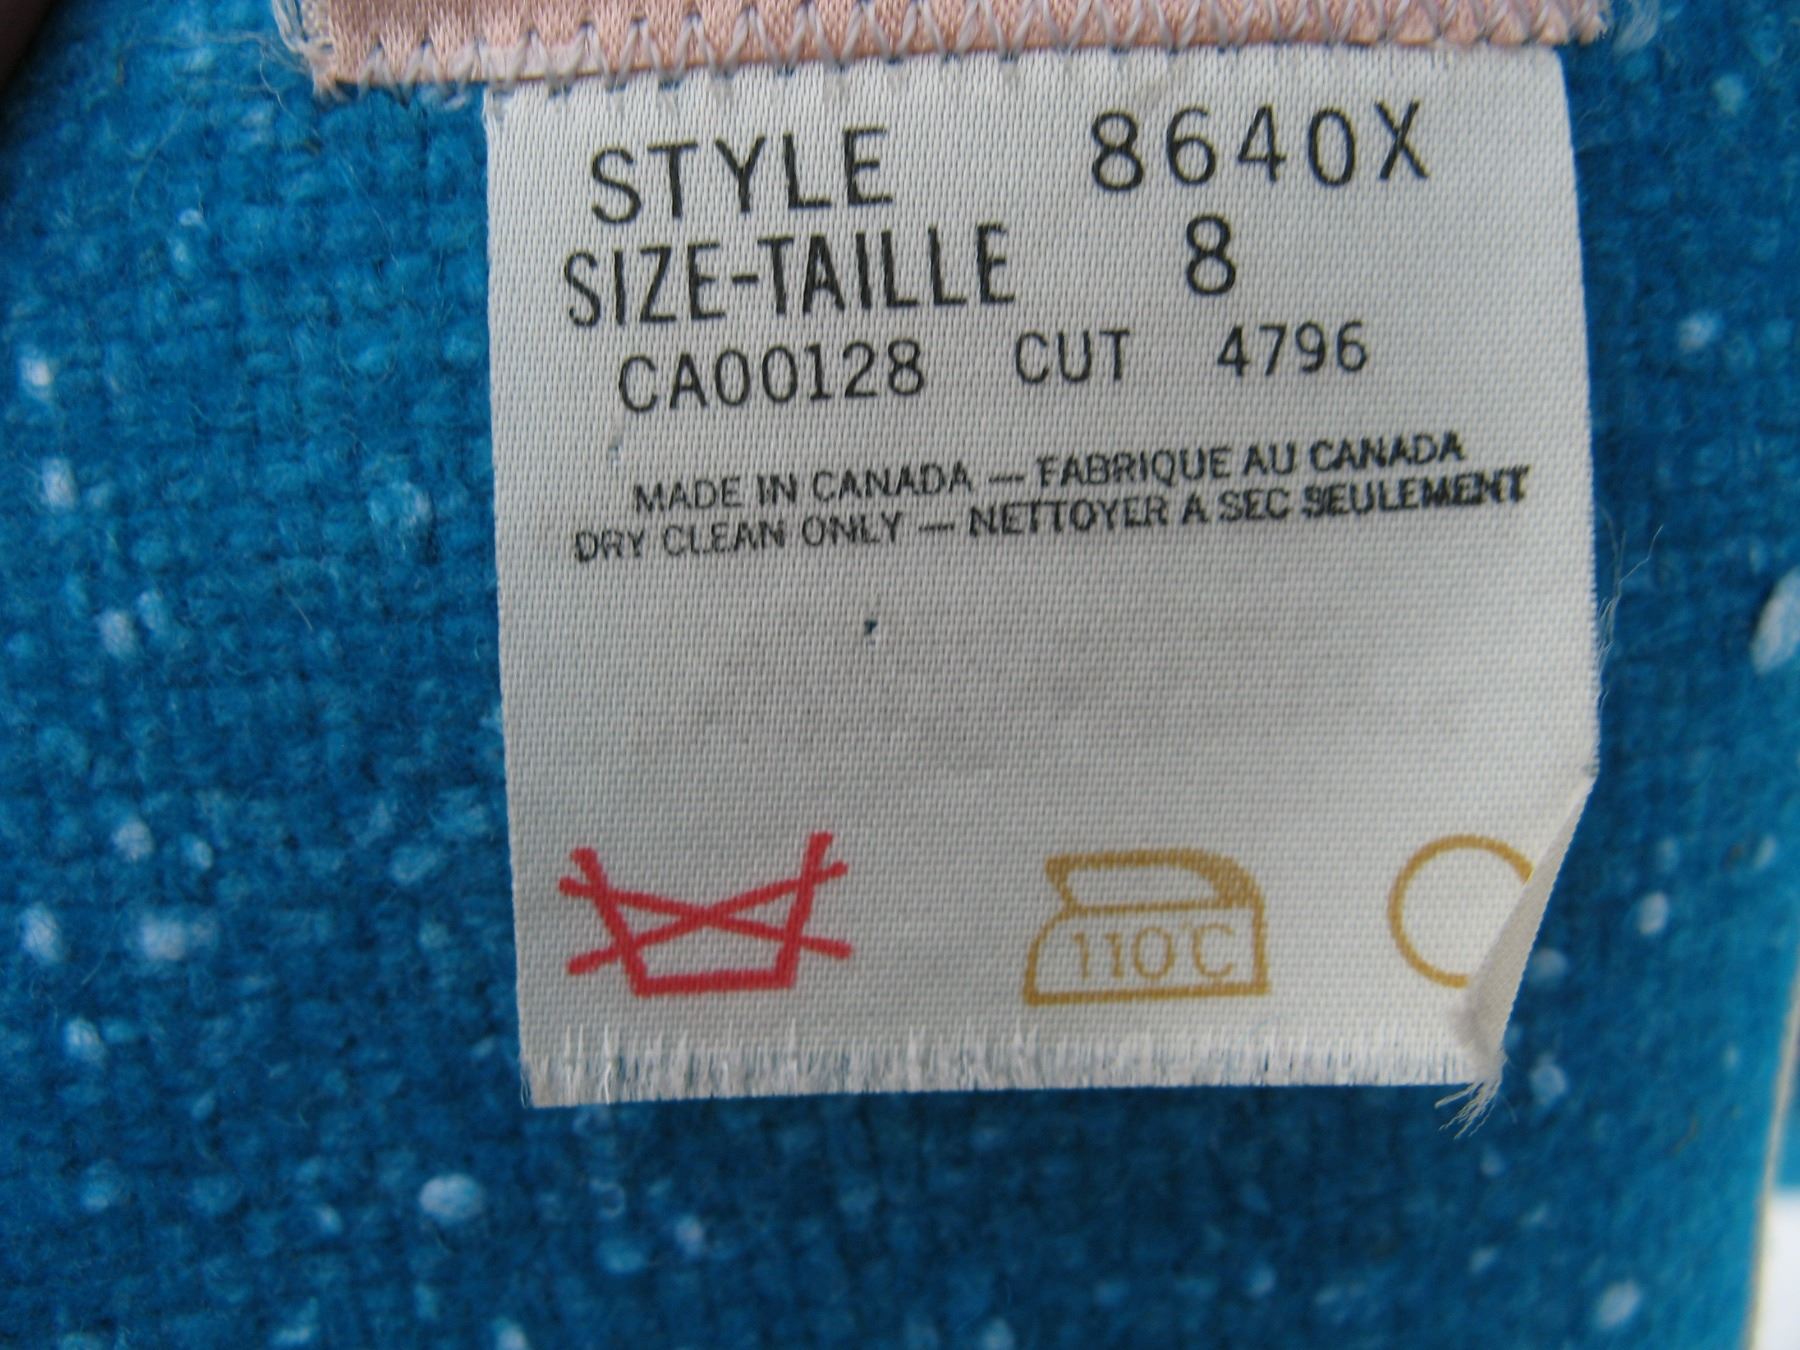 STYLE 8640X
SIZE-TAILLE 8
CA00128 CUT 4796
MADE IN CANADA — FABRIQUE AU CANADA
DRY CLEAN ONLY — NETTOYER A SEC SEULEMENT
110°C